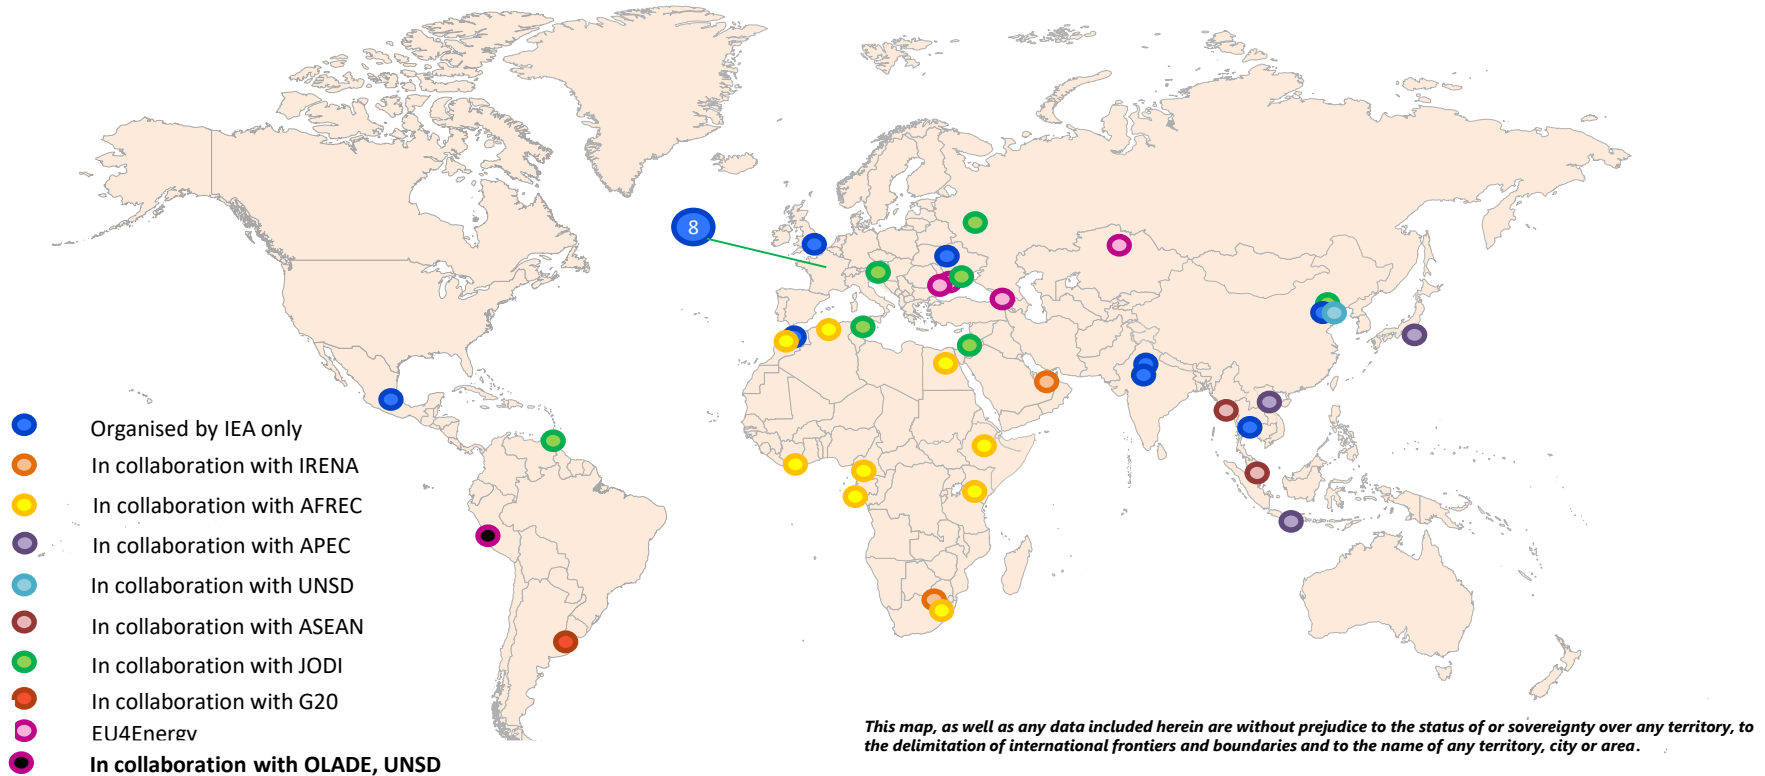 8
Organised by IEA only
In collaboration with IRENA
In collaboration with AFREC
In collaboration with APEC
In collaboration with UNSD
In collaboration with ASEAN
In collaboration with JODI
In collaboration with G20
EU4Energy
In collaboration with OLADE, UNSD
This map, as well as any data included herein are without prejudice to the status of or sovereignty over any territory, to
the delimitation of international frontiers and boundaries and to the name of any territory, city or area.